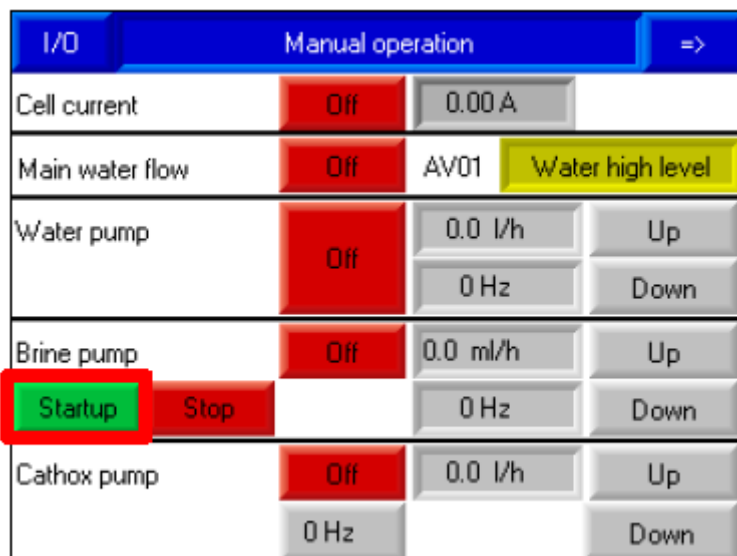 I/O Manual operation =>
Cell current Off 0.00 A
Main water flow Off AV01 Water high level
Water pump Off 0.0 l/h Up
0 Hz Down
Brine pump Off 0.0 ml/h Up
Startup Stop 0 Hz Down
Cathox pump Off 0.0 l/h Up
0 Hz Down